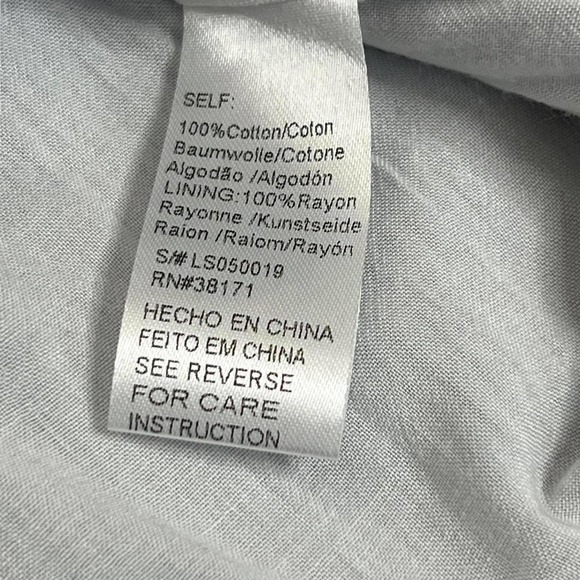 SELF:
100%Cotton/Coton
Baumwolle/Cotone
Algodão /Algodón
LINING:100%Rayon
Rayonne /Kunstseide
Raion /Raiom/Rayón
S/# LS050019
RN#38171
HECHO EN CHINA
FEITO EM CHINA
SEE REVERSE
FOR CARE
INSTRUCTION